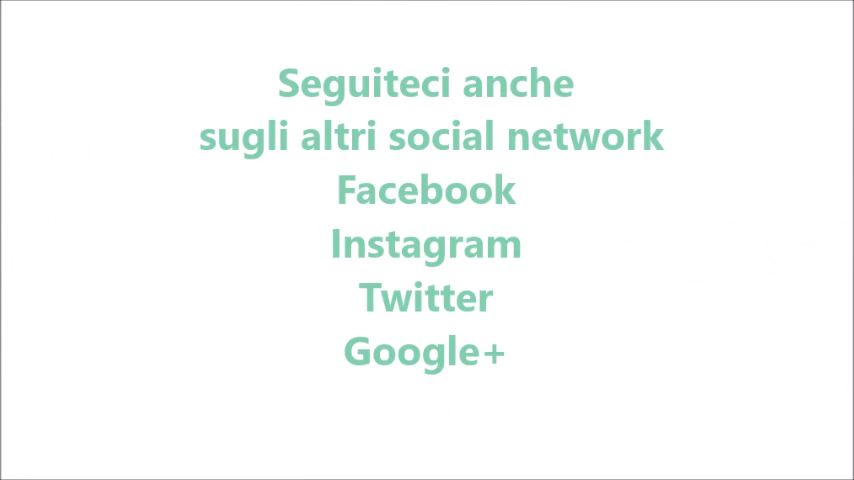 Seguiteci anche
sugli altri social network
Facebook
Instagram
Twitter
Google+